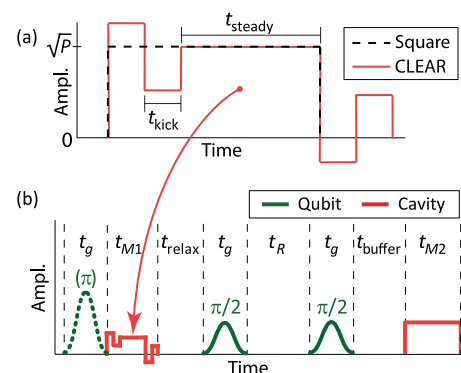 (a)
√P
t_steady
Square
CLEAR
Ampl.
t_kick
0
Time
(b)
Qubit
Cavity
t_g t_M1 t_relax t_g t_R t_g t_buffer t_M2
Ampl.
(π)
π/2
π/2
Time